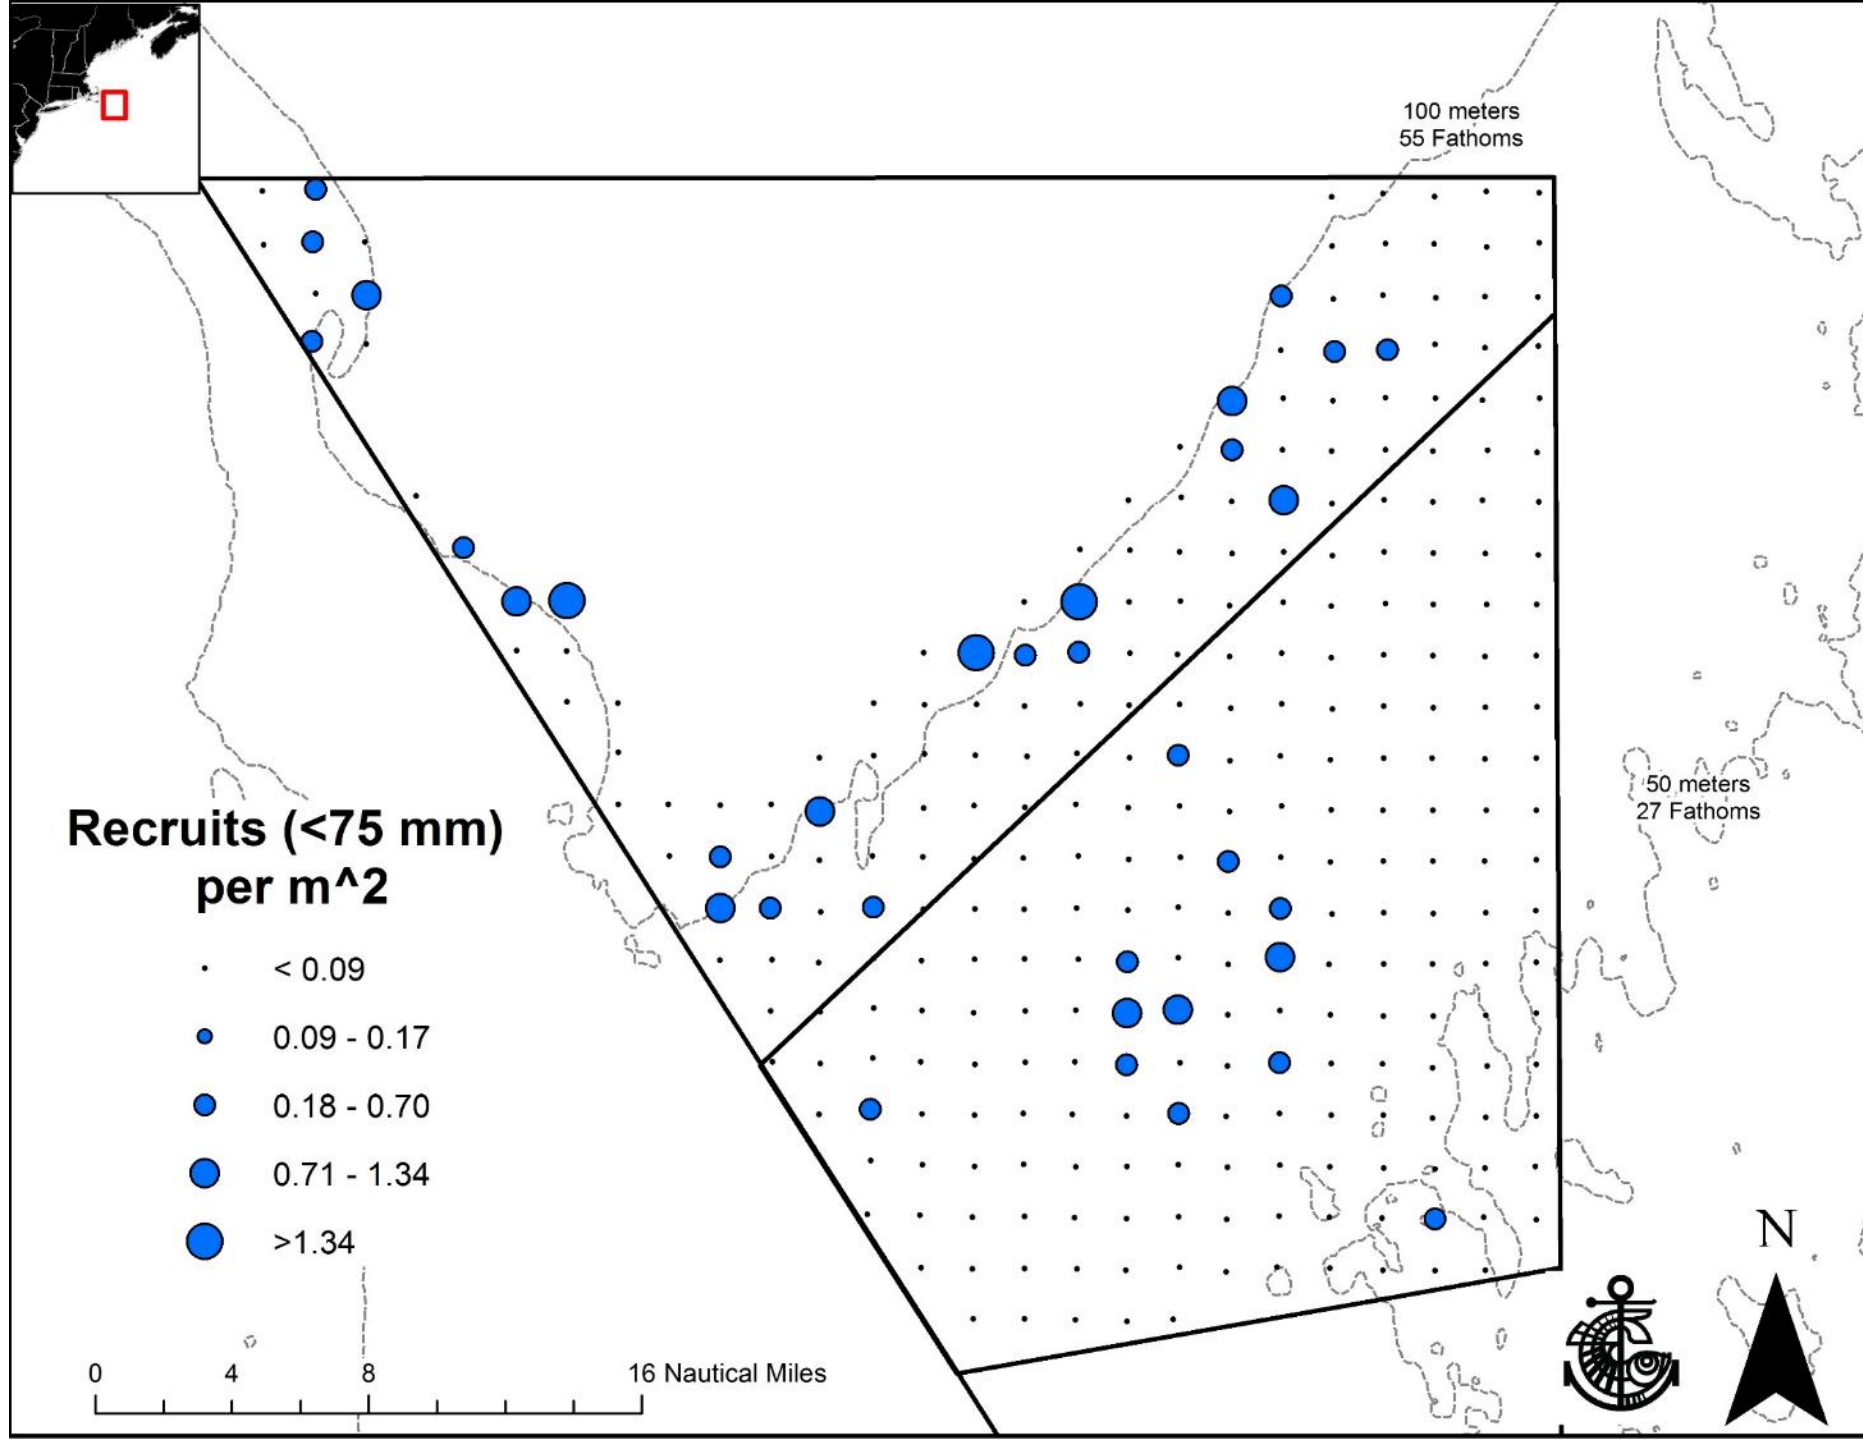 100 meters
55 Fathoms
50 meters
27 Fathoms
Recruits (<75 mm)
per m^2
< 0.09
0.09 - 0.17
0.18 - 0.70
0.71 - 1.34
>1.34
N
0 4 8 16 Nautical Miles